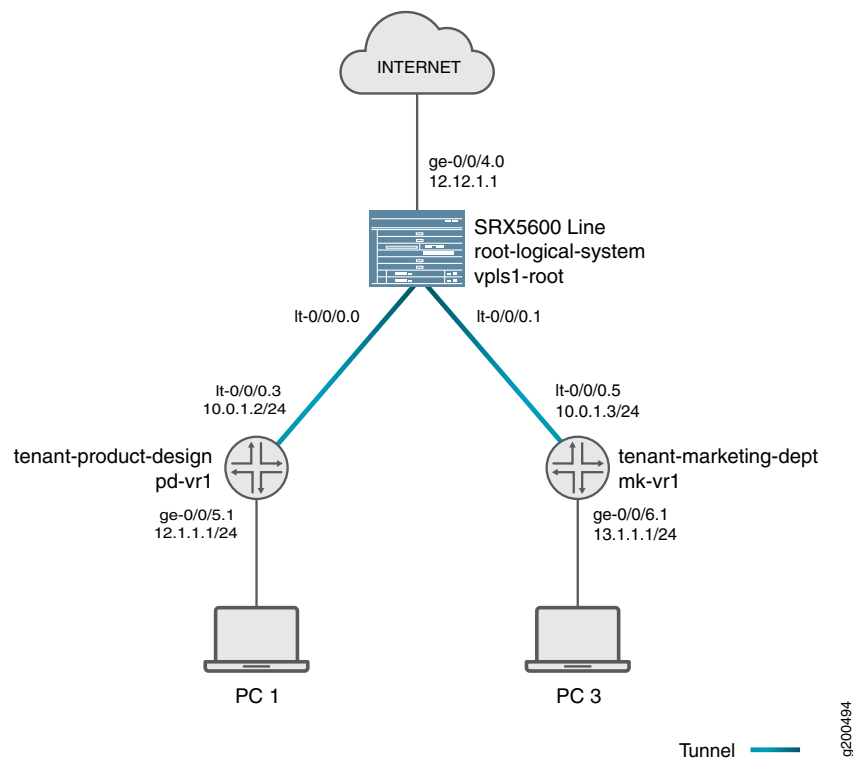 INTERNET
ge-0/0/4.0
12.12.1.1
SRX5600 Line
root-logical-system
vpls1-root
lt-0/0/0.0
lt-0/0/0.1
lt-0/0/0.3
10.0.1.2/24
lt-0/0/0.5
10.0.1.3/24
tenant-product-design
pd-vr1
tenant-marketing-dept
mk-vr1
ge-0/0/5.1
12.1.1.1/24
ge-0/0/6.1
13.1.1.1/24
PC 1
PC 3
Tunnel
g200494